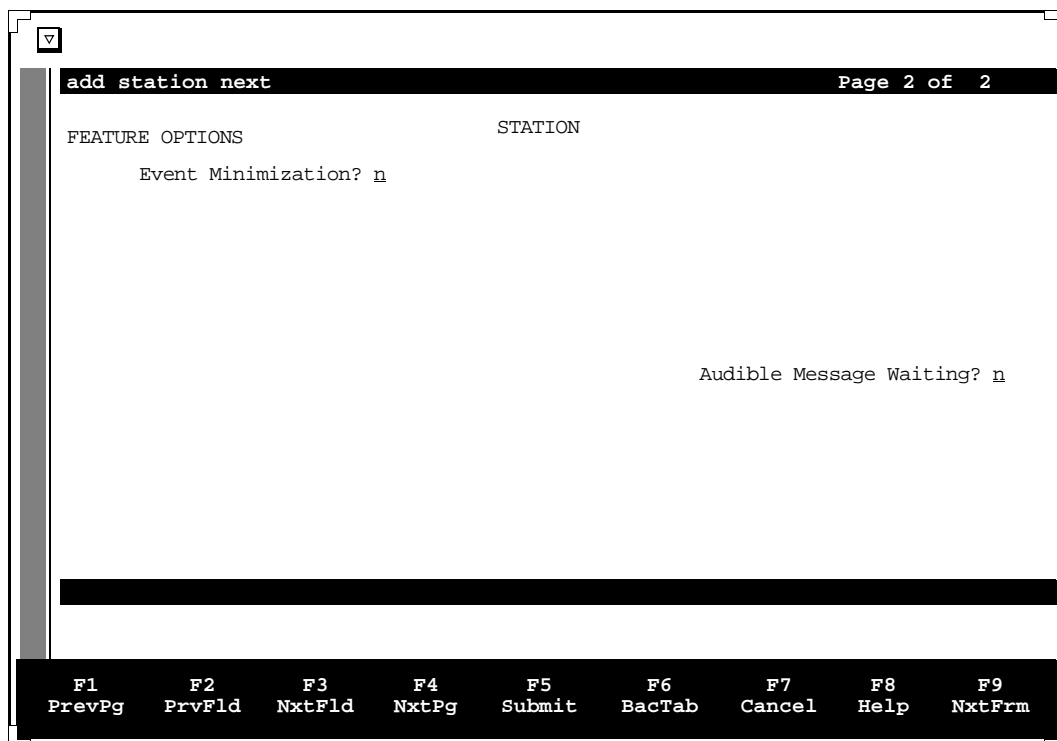 add station next Page 2 of 2
STATION
FEATURE OPTIONS
Event Minimization? n
Audible Message Waiting? n
F1 F2 F3 F4 F5 F6 F7 F8 F9
PrevPg PrvFld NxtFld NxtPg Submit BacTab Cancel Help NxtFrm